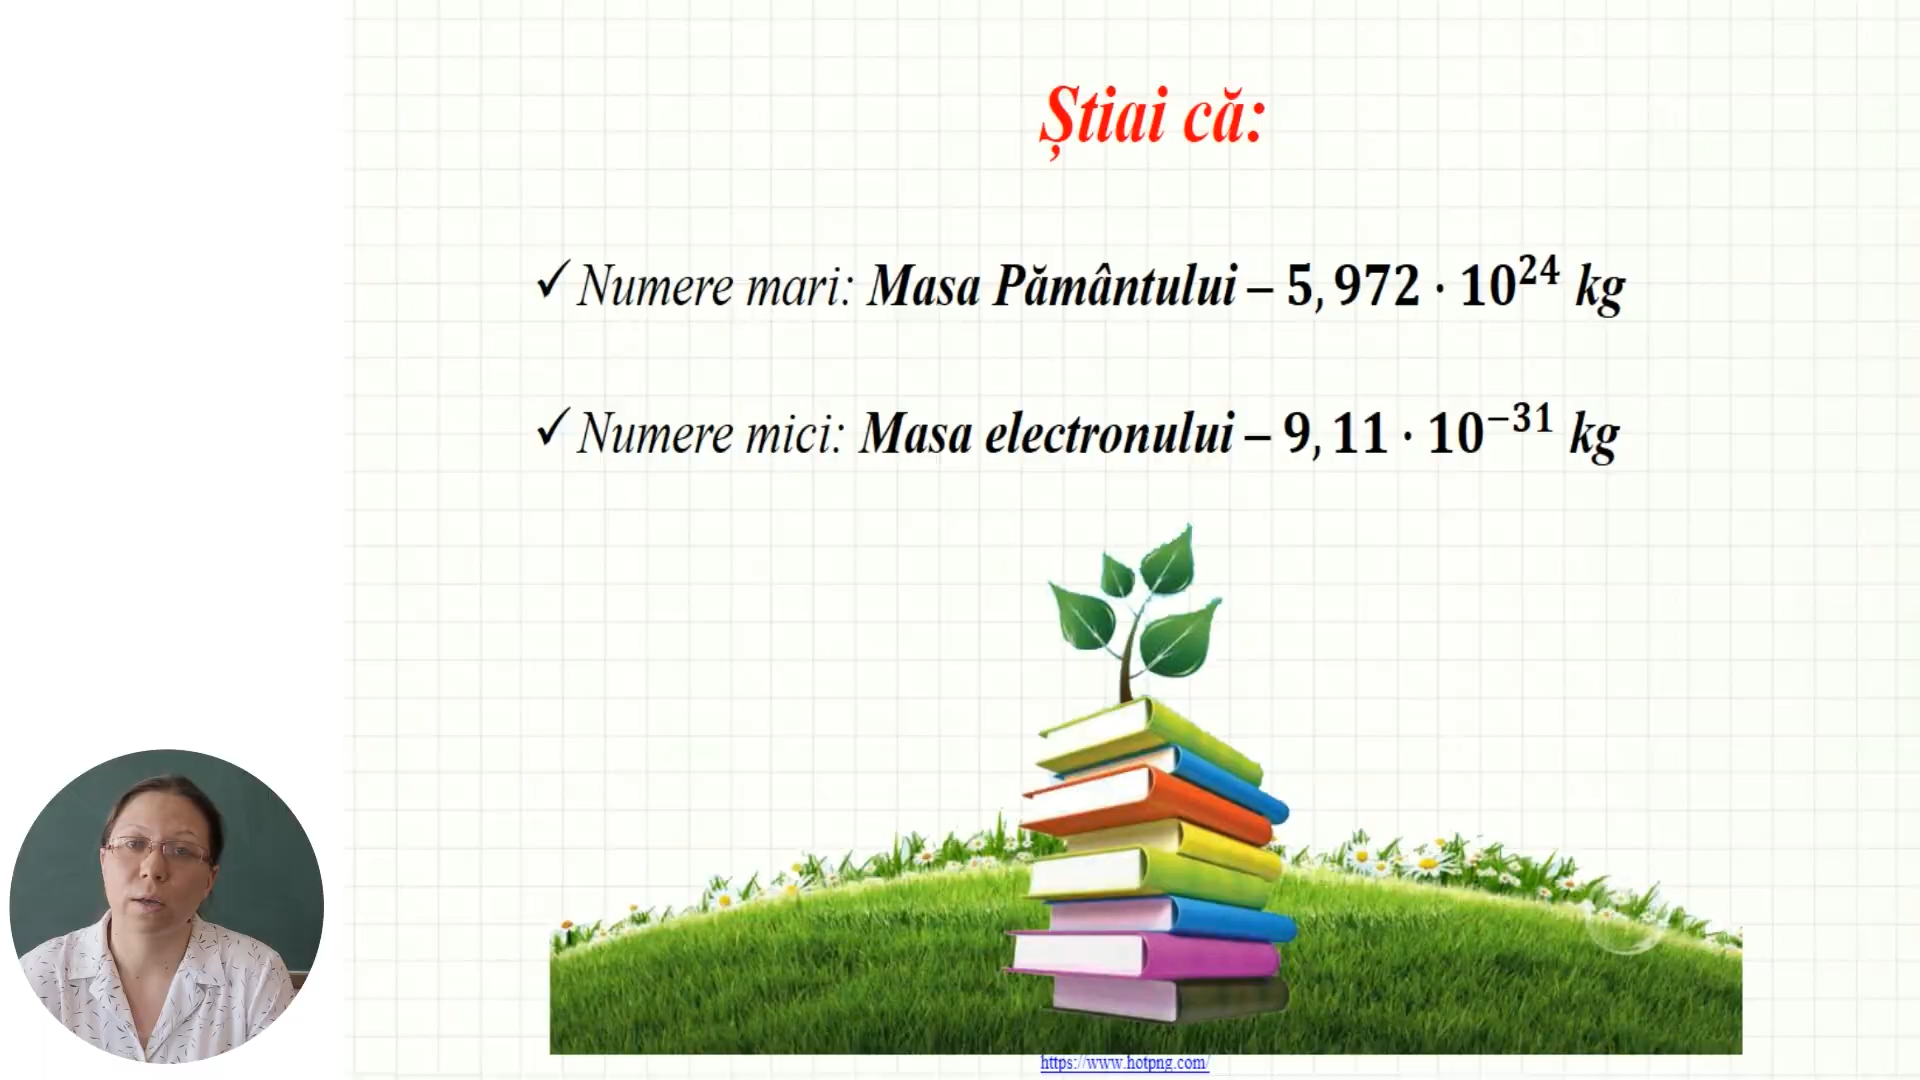 Știai că:
✓ Numere mari: Masa Pământului – 5,972 · 10²⁴ kg
✓ Numere mici: Masa electronului – 9,11 · 10⁻³¹ kg
https://www.hotpng.com/